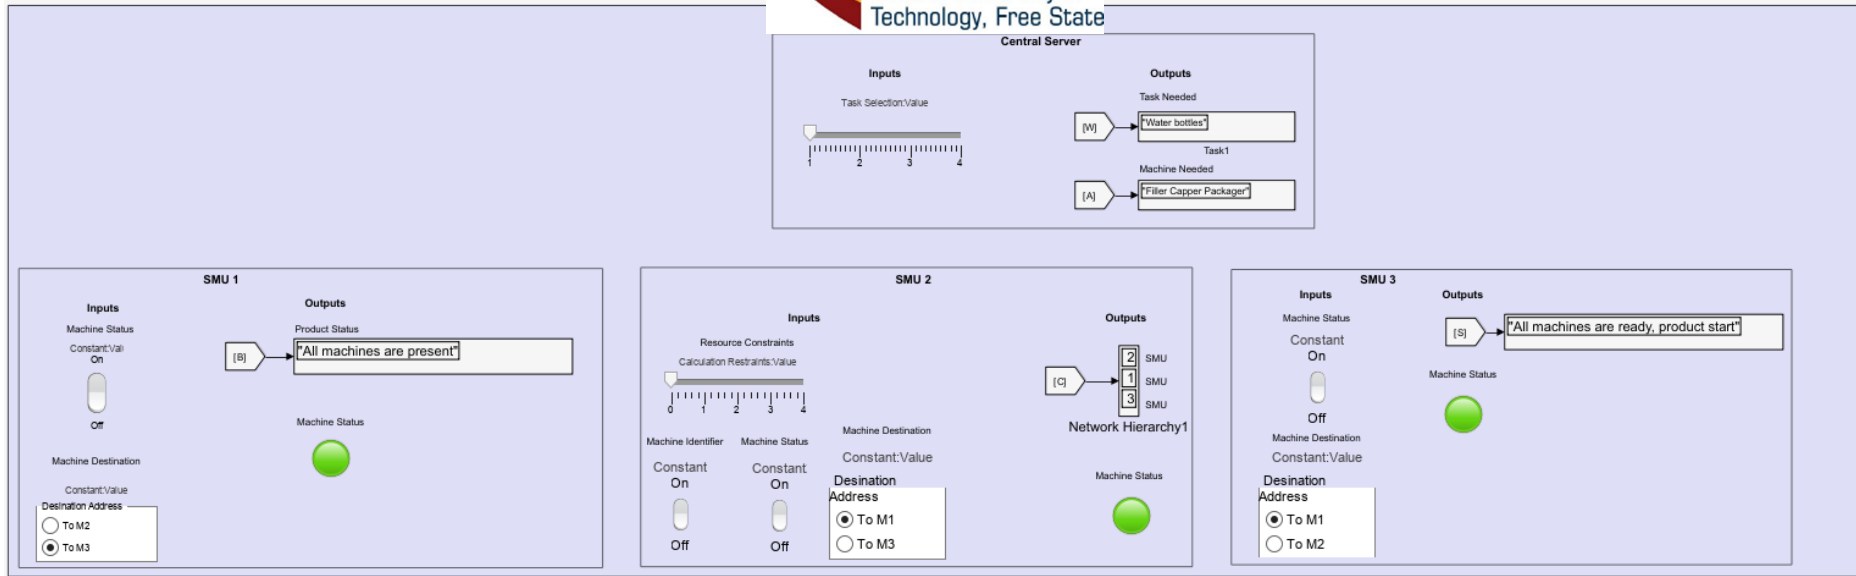 Technology, Free State
Central Server
Inputs
Outputs
Task Selection:Value
1 2 3 4
Task Needed
[W]
"Water bottles"
Task1
Machine Needed
[A]
"Filler Capper Packager"
SMU 1
Inputs
Outputs
Machine Status
Constant:Val
On
Off
Product Status
[B]
"All machines are present"
Machine Status
Machine Destination
Constant:Value
Desination Address
To M2
To M3
SMU 2
Inputs
Outputs
Resource Constraints
Calculation Restraints:Value
0 1 2 3 4
[C]
2 SMU
1 SMU
3 SMU
Network Hierarchy1
Machine Identifier
Constant
On
Off
Machine Status
Constant
On
Off
Machine Destination
Constant:Value
Desination
Address
To M1
To M3
Machine Status
SMU 3
Inputs
Outputs
Machine Status
Constant
On
Off
[S]
"All machines are ready, product start"
Machine Status
Machine Destination
Constant:Value
Desination
Address
To M1
To M2